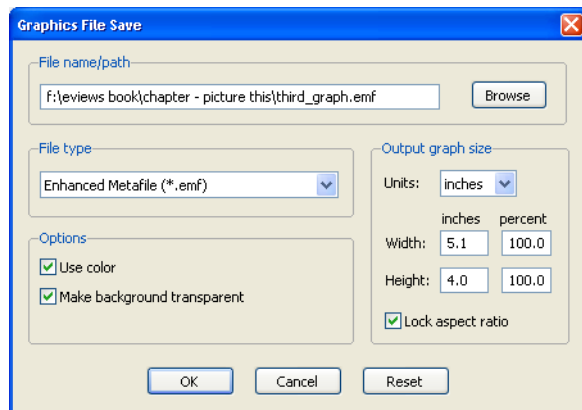 Graphics File Save
File name/path
f:\eviews book\chapter - picture this\third_graph.emf
Browse
File type
Enhanced Metafile (*.emf)
Options
Use color
Make background transparent
Output graph size
Units: inches
inches percent
Width: 5.1 100.0
Height: 4.0 100.0
Lock aspect ratio
OK Cancel Reset